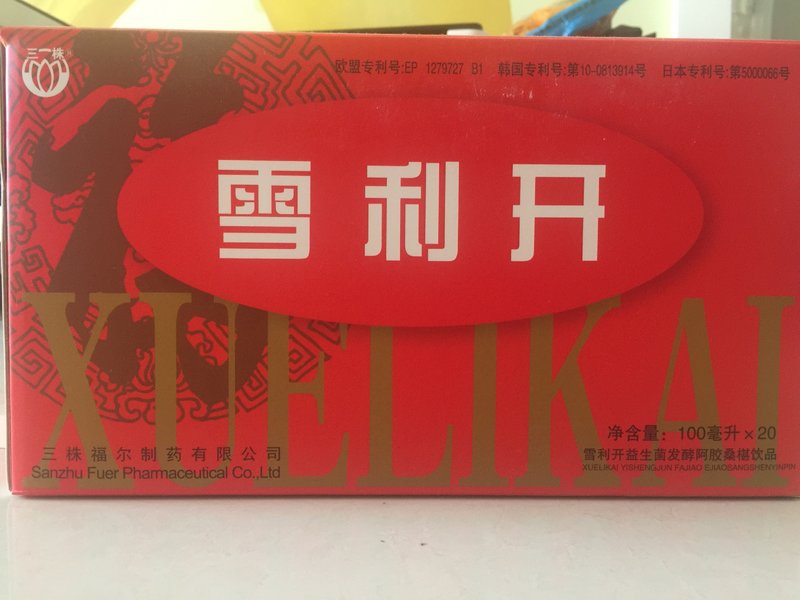 三株
欧盟专利号:EP 1279727 B1 韩国专利号:第10-0813914号 日本专利号:第5000066号
雪利开
XUELIKAI
净含量：100毫升×20
三株福尔制药有限公司
Sanzhu Fuer Pharmaceutical Co.,Ltd
雪利开益生菌发酵阿胶桑椹饮品
XUELIKAI YISHENGJUN FAJIAO EJIAOSANGSHENYINPIN